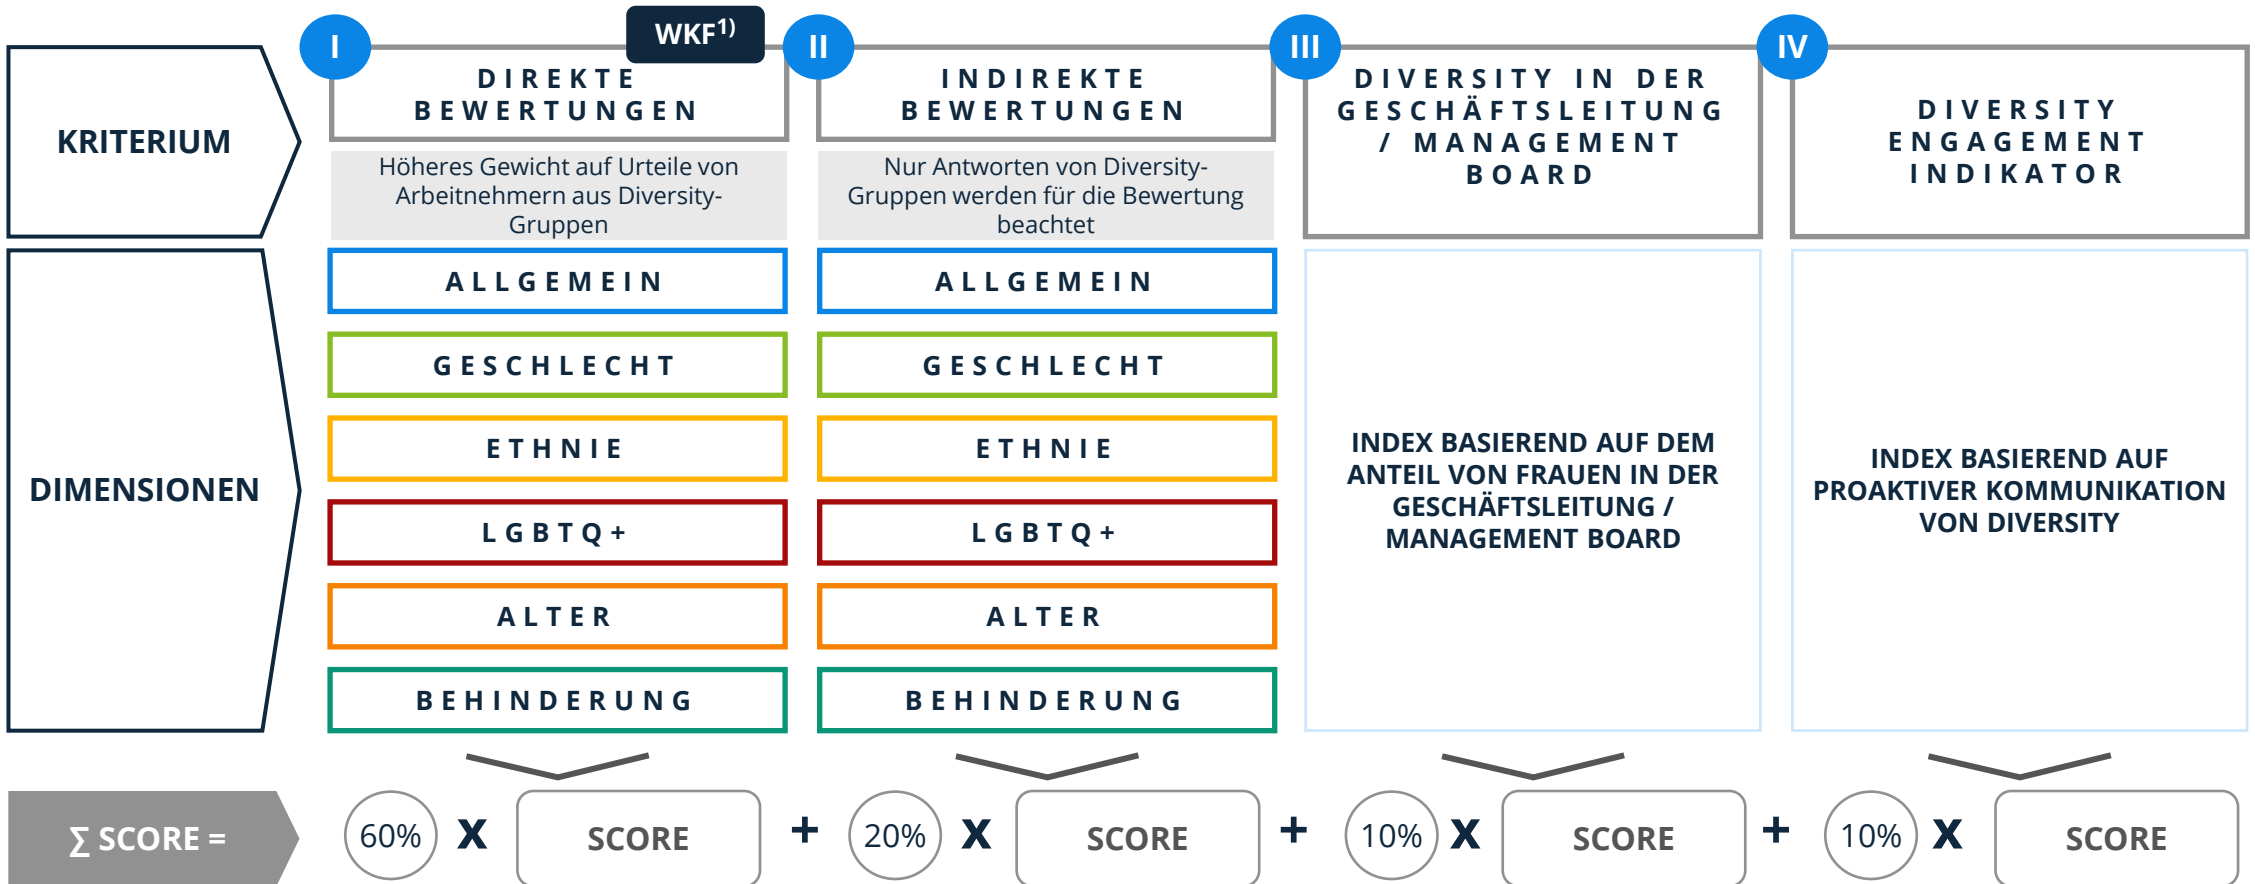 KRITERIUM
I
DIREKTE
BEWERTUNGEN
WKF¹⁾
Höheres Gewicht auf Urteile von
Arbeitnehmern aus Diversity-
Gruppen
II
INDIREKTE
BEWERTUNGEN
Nur Antworten von Diversity-
Gruppen werden für die Bewertung
beachtet
III
DIVERSITY IN DER
GESCHÄFTSLEITUNG
/ MANAGEMENT
BOARD
IV
DIVERSITY
ENGAGEMENT
INDIKATOR
DIMENSIONEN
ALLGEMEIN
GESCHLECHT
ETHNIE
LGBTQ+
ALTER
BEHINDERUNG
ALLGEMEIN
GESCHLECHT
ETHNIE
LGBTQ+
ALTER
BEHINDERUNG
INDEX BASIEREND AUF DEM
ANTEIL VON FRAUEN IN DER
GESCHÄFTSLEITUNG /
MANAGEMENT BOARD
INDEX BASIEREND AUF
PROAKTIVER KOMMUNIKATION
VON DIVERSITY
∑ SCORE = 60% x SCORE + 20% x SCORE + 10% x SCORE + 10% x SCORE